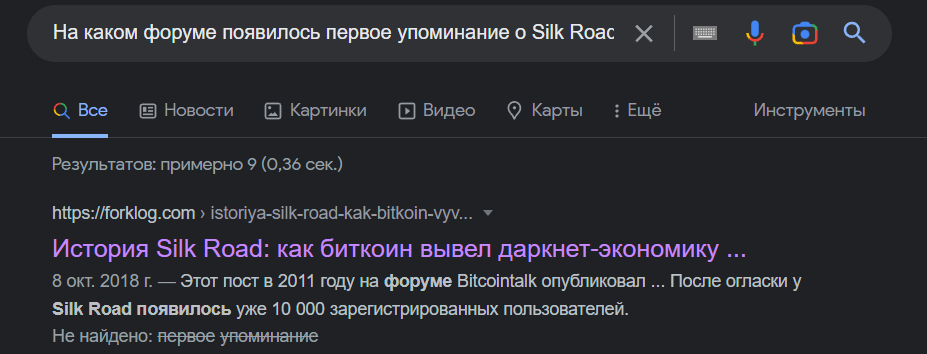 На каком форуме появилось первое упоминание о Silk Road
Все Новости Картинки Видео Карты Ещё Инструменты
Результатов: примерно 9 (0,36 сек.)
https://forklog.com › istoriya-silk-road-kak-bitkoin-vyv...
История Silk Road: как биткоин вывел даркнет-экономику ...
8 окт. 2018 г. — Этот пост в 2011 году на форуме Bitcointalk опубликовал ... После огласки у
Silk Road появилось уже 10 000 зарегистрированных пользователей.
Не найдено: первое упоминание